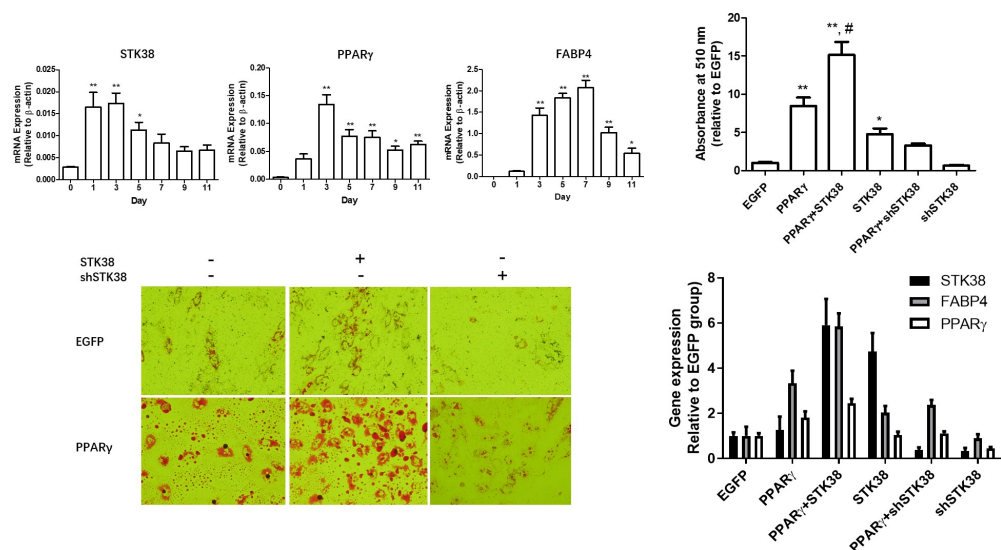 STK38
mRNA Expression
(Relative to β-actin)
0.025
0.020
0.015
0.010
0.005
0.000
**
**
*
0
1
3
5
7
9
11
Day
PPARγ
mRNA Expression
(Relative to β-actin)
0.20
0.15
0.10
0.05
0.00
**
**
**
*
**
0
1
3
5
7
9
11
Day
FABP4
mRNA Expression
(Relative to β-actin)
2.5
2.0
1.5
1.0
0.5
0.0
**
**
**
**
*
0
1
3
5
7
9
11
Day
Absorbance at 510 nm
(relative to EGFP)
20
15
10
5
0
**
**, #
*
EGFP
PPARγ
PPARγ+STK38
STK38
PPARγ+shSTK38
shSTK38
STK38 - + -
shSTK38 - - +
EGFP
PPARγ
Gene expression
Relative to EGFP group
8
6
4
2
0
STK38
FABP4
PPARγ
EGFP
PPARγ
PPARγ+STK38
STK38
PPARγ+shSTK38
shSTK38